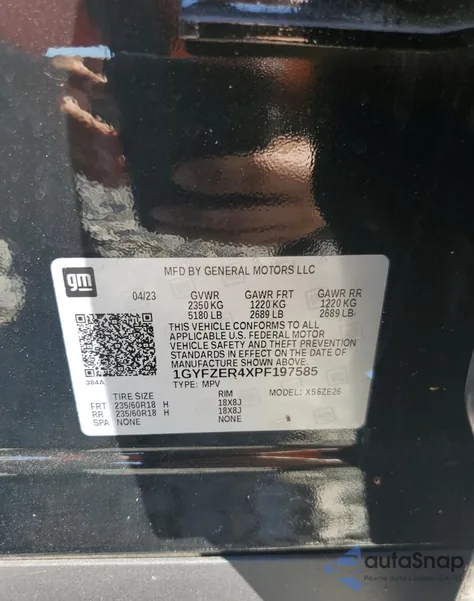 gm
MFD BY GENERAL MOTORS LLC
04/23 GVWR GAWR FRT GAWR RR
2350 KG 1220 KG 1220 KG
5180 LB 2689 LB 2689 LB
THIS VEHICLE CONFORMS TO ALL
APPLICABLE U.S. FEDERAL MOTOR
VEHICLE SAFETY AND THEFT PREVENTION
STANDARDS IN EFFECT ON THE DATE OF
MANUFACTURE SHOWN ABOVE.
1GYFZER4XPF197585
384A TYPE: MPV MODEL: XS6ZE26
TIRE SIZE RIM
FRT 235/60R18 H 18X8J
RR 235/60R18 H 18X8J
SPA NONE NONE
autoSnap